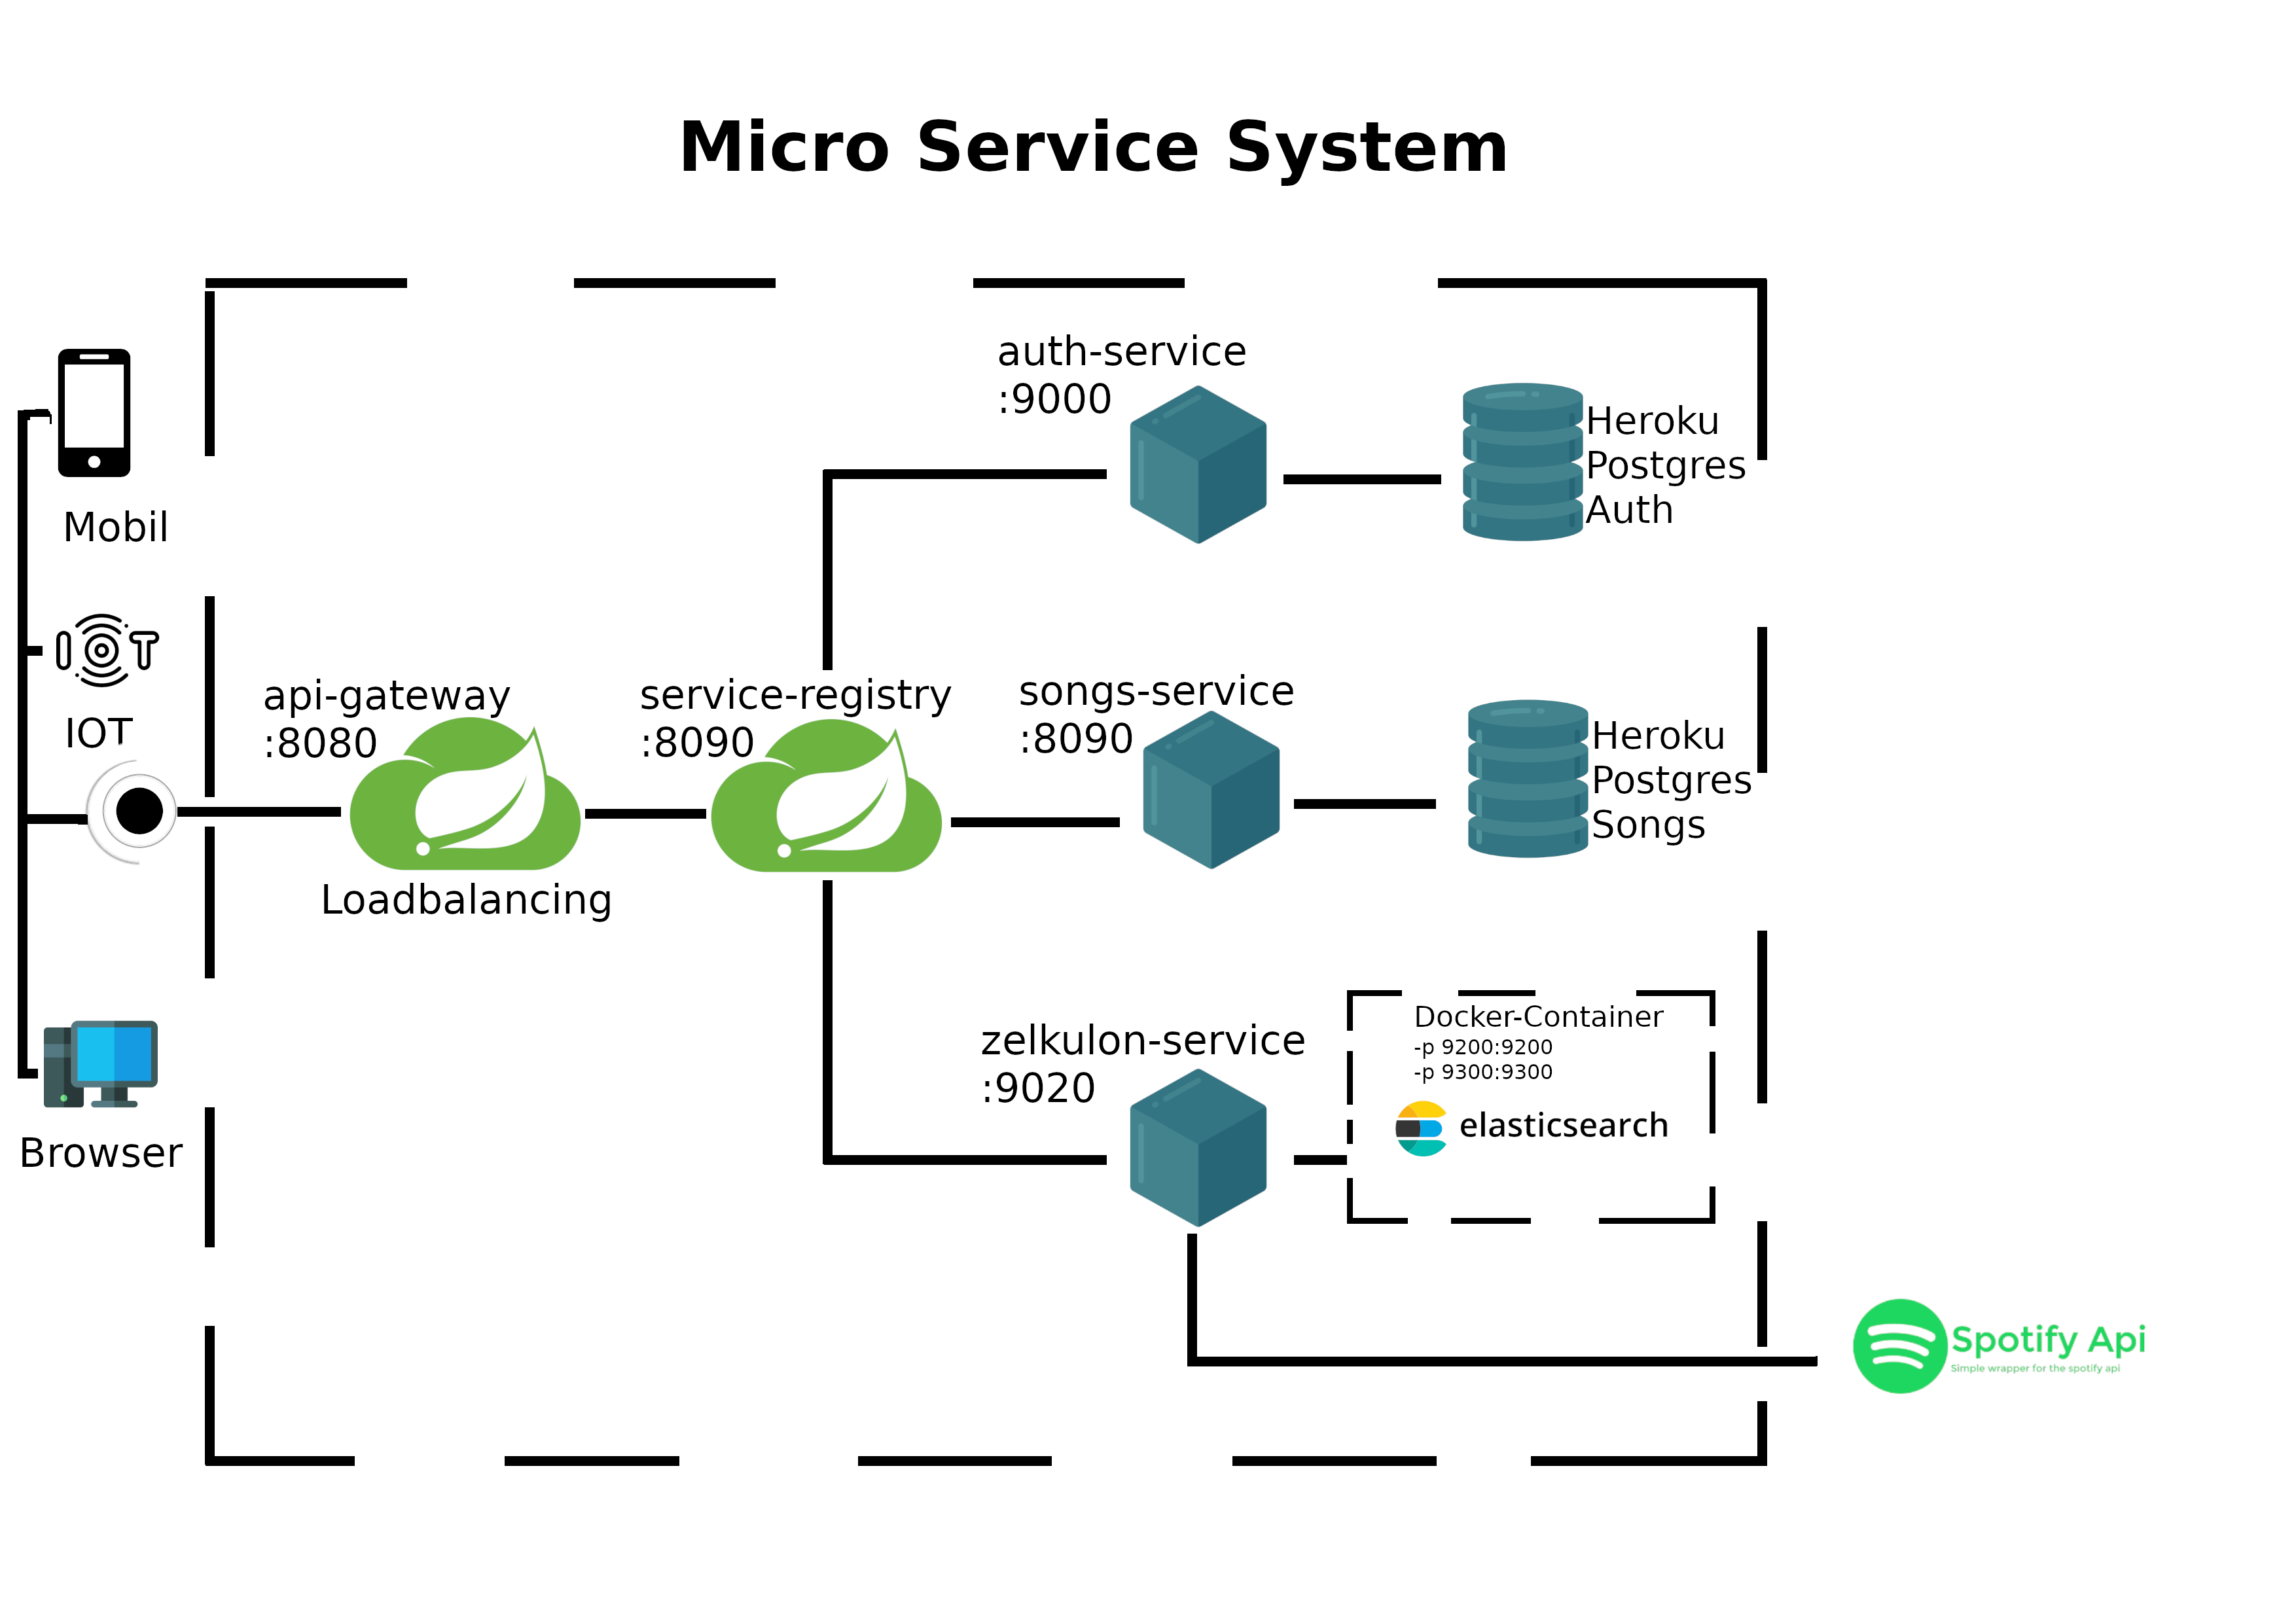 Micro Service System
auth-service
:9000
Heroku
Postgres
Auth
Mobil
IOT
IOT
api-gateway
:8080
Loadbalancing
service-registry
:8090
songs-service
:8090
Heroku
Postgres
Songs
Browser
zelkulon-service
:9020
Docker-Container
-p 9200:9200
-p 9300:9300
elasticsearch
Spotify Api
Simple wrapper for the spotify api